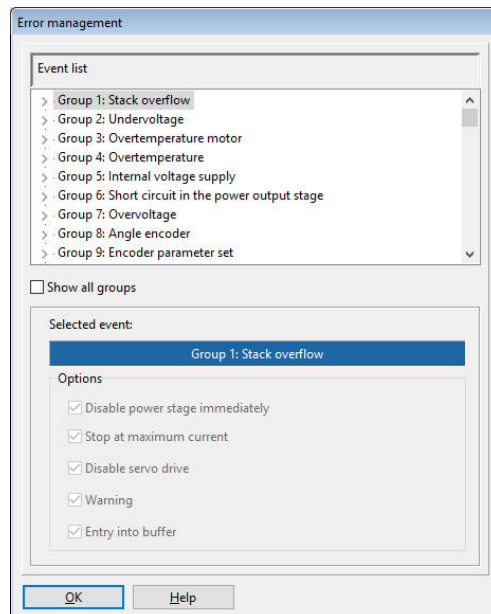 Error management
Event list
Group 1: Stack overflow
Group 2: Undervoltage
Group 3: Overtemperature motor
Group 4: Overtemperature
Group 5: Internal voltage supply
Group 6: Short circuit in the power output stage
Group 7: Overvoltage
Group 8: Angle encoder
Group 9: Encoder parameter set
Show all groups
Selected event:
Group 1: Stack overflow
Options
Disable power stage immediately
Stop at maximum current
Disable servo drive
Warning
Entry into buffer
OK Help